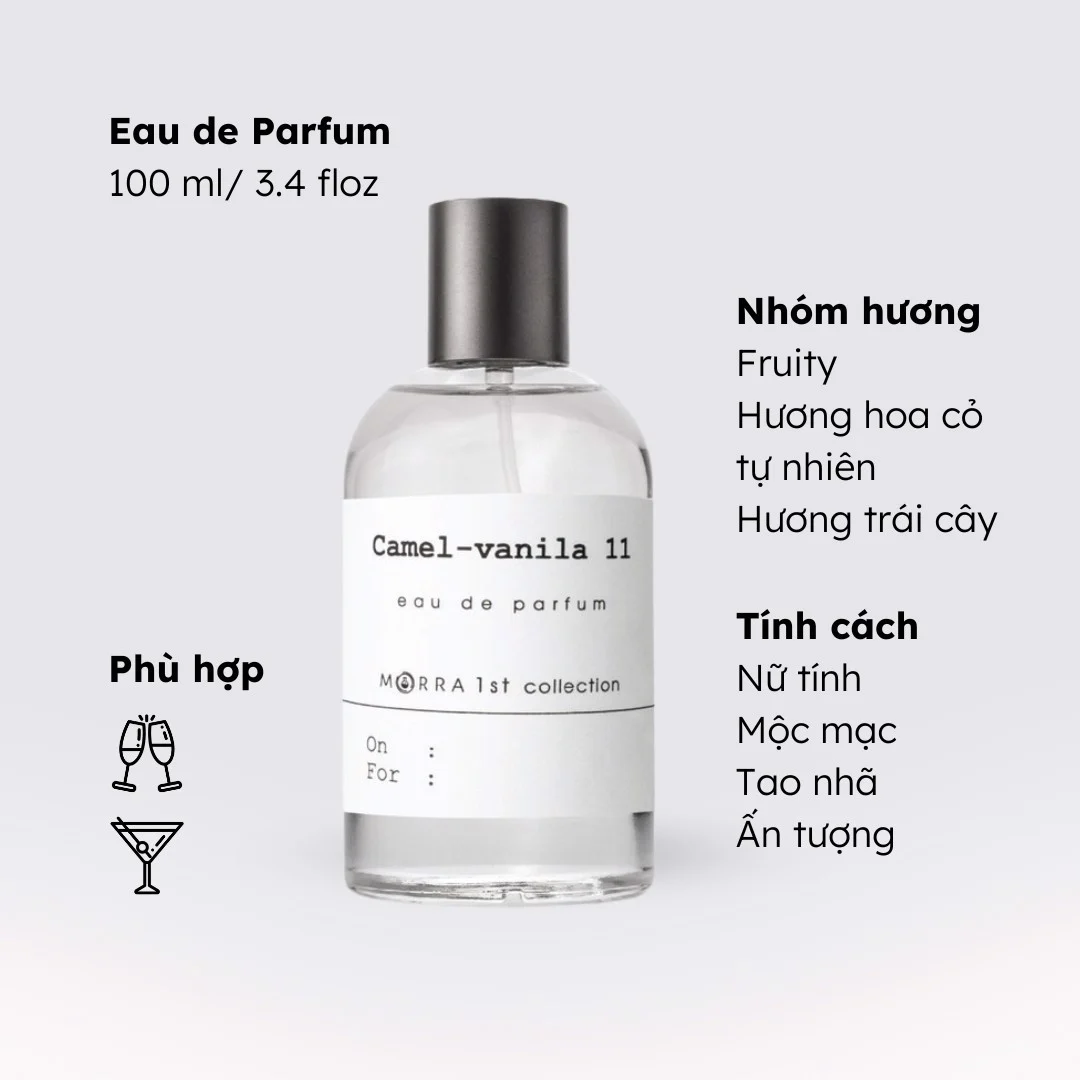 Eau de Parfum
100 ml/ 3.4 floz
Nhóm hương
Fruity
Hương hoa cỏ
tự nhiên
Hương trái cây
Camel-vanila 11
eau de parfum
MORRA 1st collection
On :
For :
Phù hợp
Tính cách
Nữ tính
Mộc mạc
Tao nhã
Ấn tượng